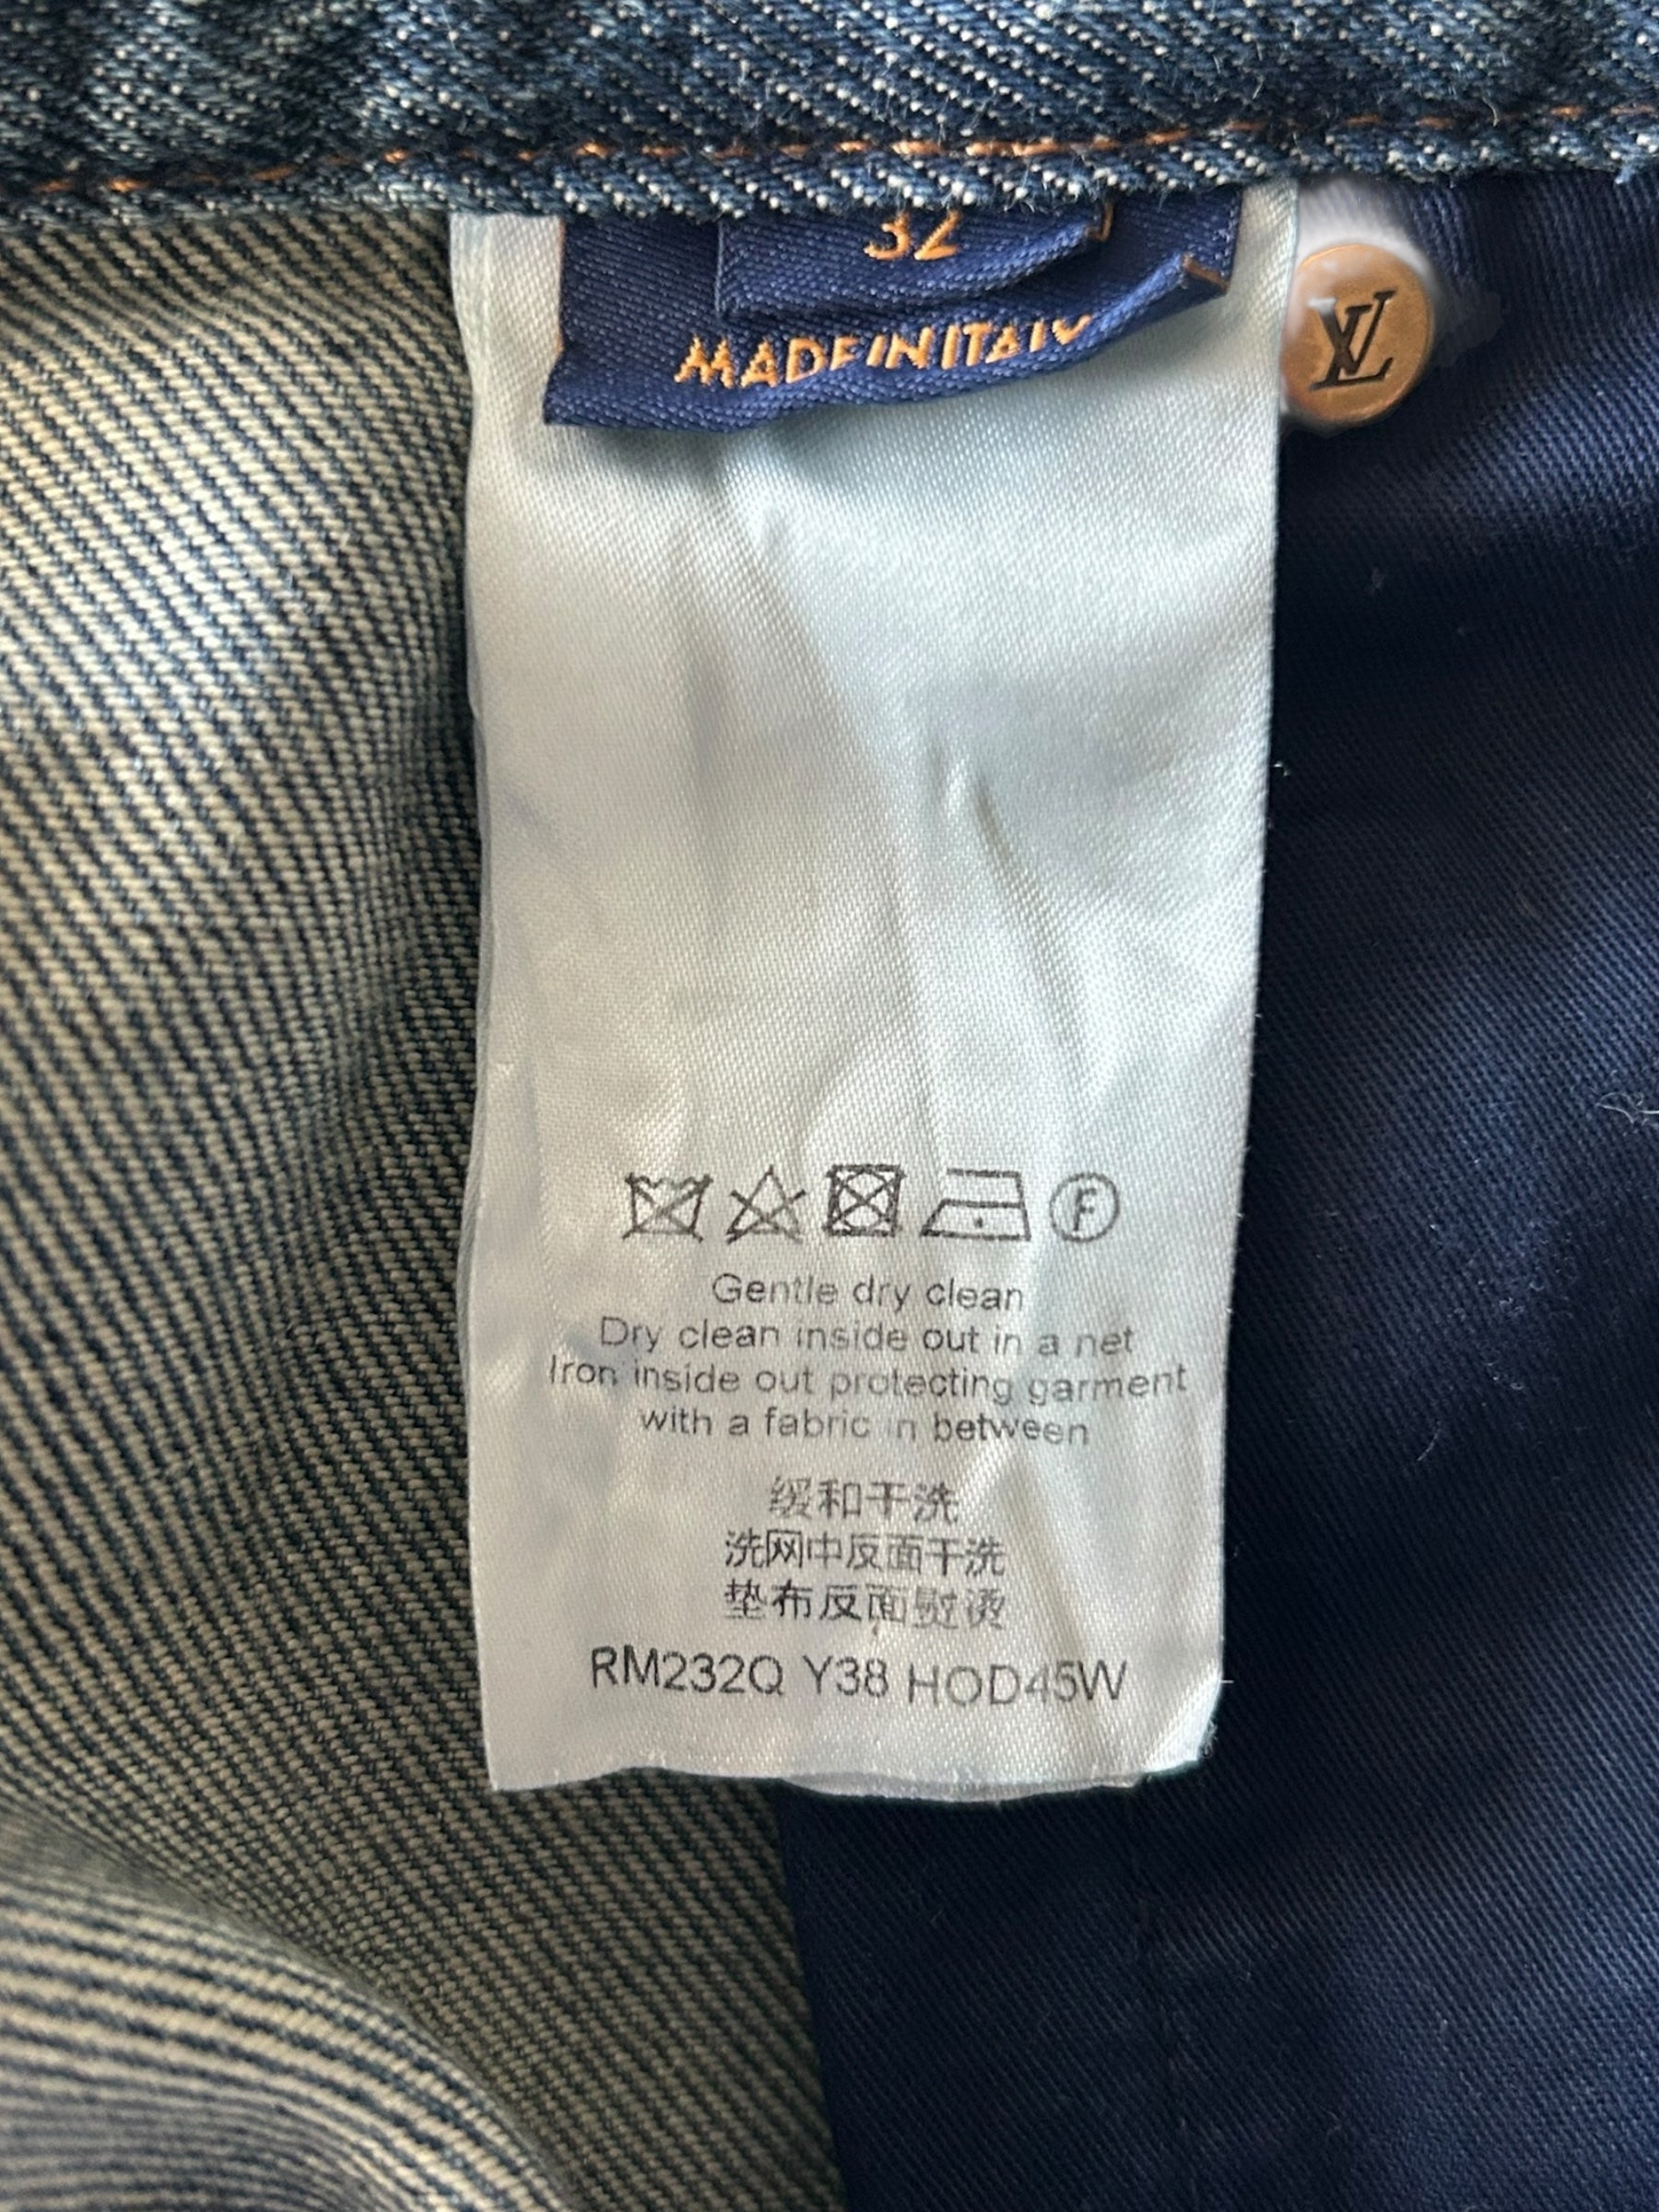 32
MADE IN ITALY
LV
F
Gentle dry clean
Dry clean inside out in a net
Iron inside out protecting garment
with a fabric in between
缓和干洗
洗网中反面干洗
垫布反面熨烫
RM232Q Y38 HOD45W